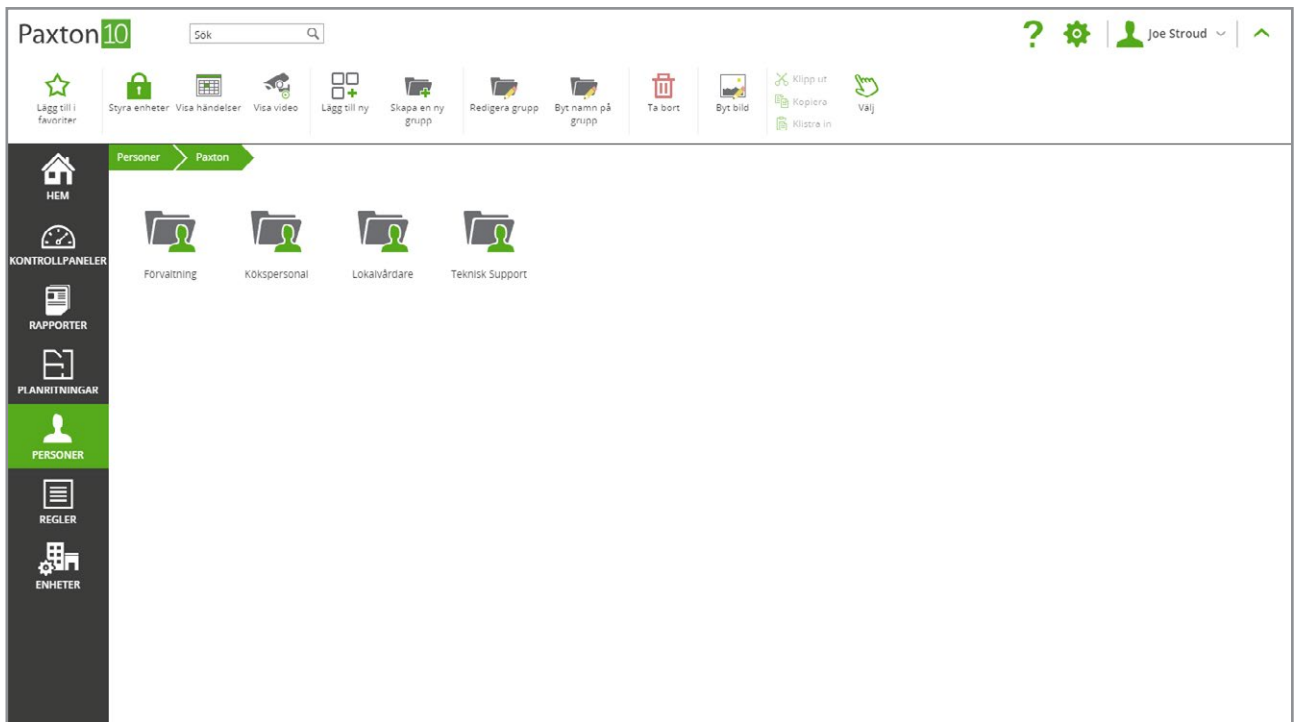 Paxton10
Sök
Joe Stroud
Lägg till i
favoriter
Styra enheter
Visa händelser
Visa video
Lägg till ny
Skapa en ny
grupp
Redigera grupp
Byt namn på
grupp
Ta bort
Byt bild
Klipp ut
Kopiera
Klistra in
Välj
Personer
Paxton
HEM
KONTROLLPANELER
RAPPORTER
PLANRITNINGAR
PERSONER
REGLER
ENHETER
Förvaltning
Kökspersonal
Lokalvårdare
Teknisk Support